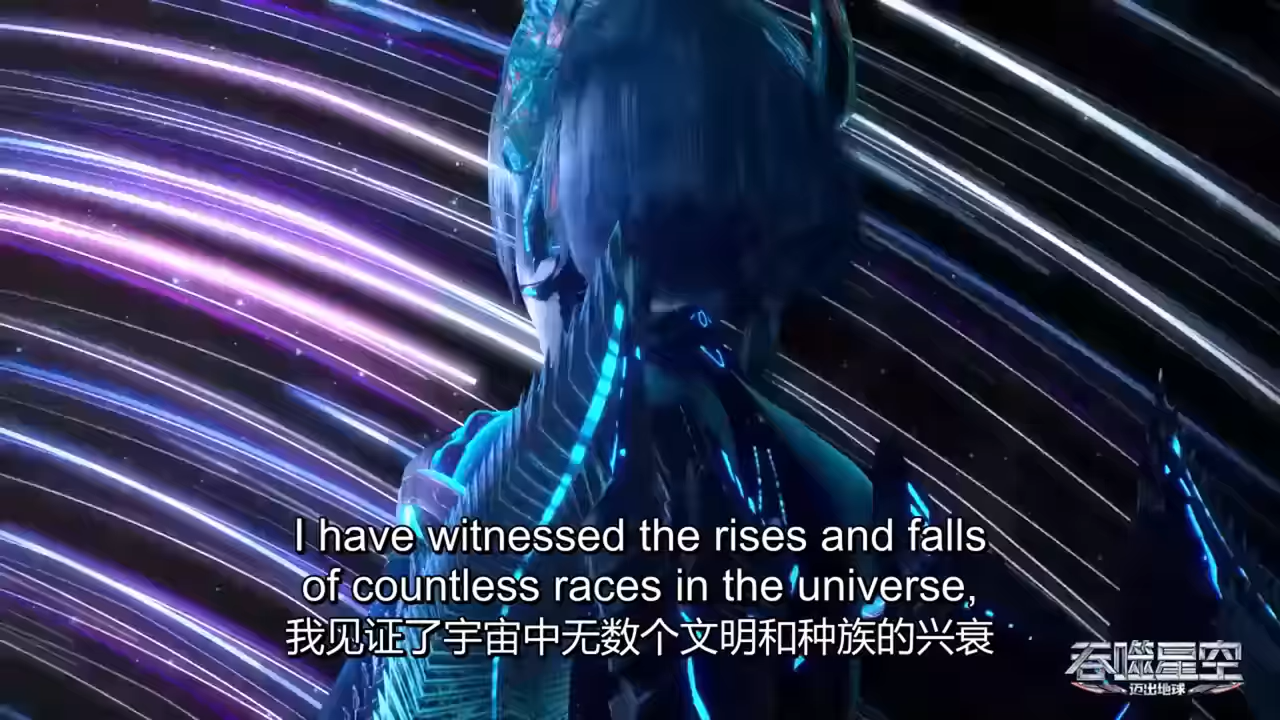 I have witnessed the rises and falls
of countless races in the universe,
我见证了宇宙中无数个文明和种族的兴衰
吞噬星空
迈出地球